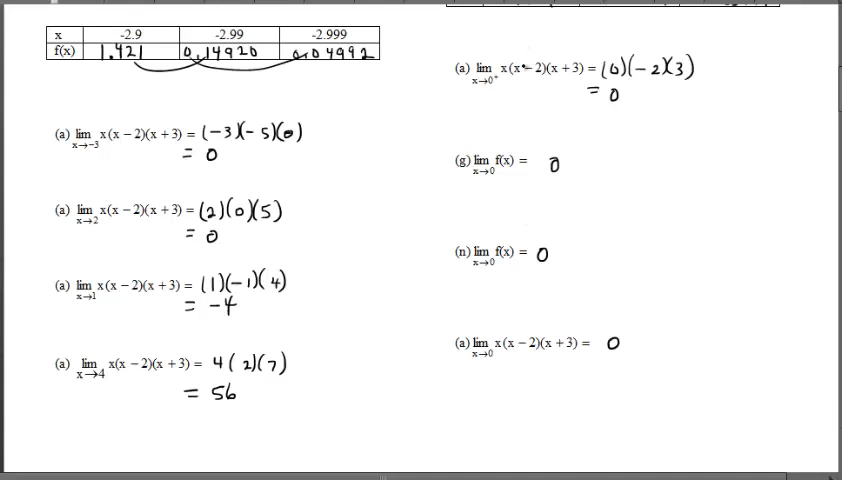 x -2.9 -2.99 -2.999
f(x) 1.421 0.14920 0.04992
(a) lim x→-3 x(x − 2)(x + 3) = (-3)(-5)(0)
= 0
(a) lim x→2 x(x − 2)(x + 3) = (2)(0)(5)
= 0
(a) lim x→1 x(x − 2)(x + 3) = (1)(-1)(4)
= -4
(a) lim x→4 x(x − 2)(x + 3) = 4(2)(7)
= 56
(a) lim x→0⁺ x(x − 2)(x + 3) = (0)(-2)(3)
= 0
(g) lim x→0 f(x) = 0
(n) lim x→0 f(x) = 0
(a) lim x→0 x(x − 2)(x + 3) = 0